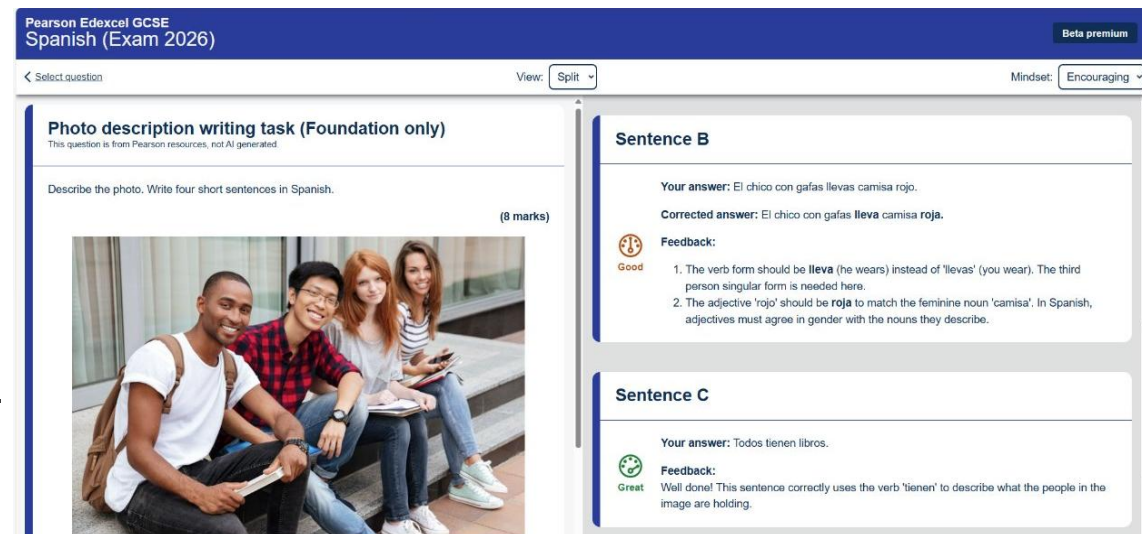 Pearson Edexcel GCSE
Spanish (Exam 2026)
Beta premium
Select question
View: Split
Mindset: Encouraging
Photo description writing task (Foundation only)
This question is from Pearson resources, not AI generated.
Describe the photo. Write four short sentences in Spanish.
(8 marks)
Sentence B
Your answer: El chico con gafas llevas camisa rojo.
Corrected answer: El chico con gafas lleva camisa roja.
Good
Feedback:
1. The verb form should be lleva (he wears) instead of 'llevas' (you wear). The third
person singular form is needed here.
2. The adjective 'rojo' should be roja to match the feminine noun 'camisa'. In Spanish,
adjectives must agree in gender with the nouns they describe.
Sentence C
Your answer: Todos tienen libros.
Great
Feedback:
Well done! This sentence correctly uses the verb 'tienen' to describe what the people in the
image are holding.